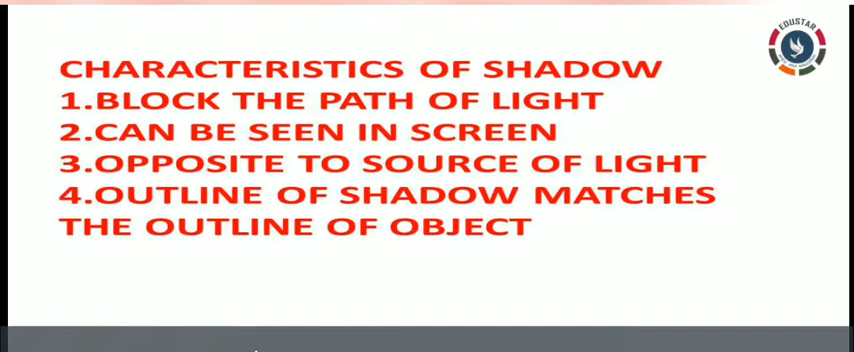 EDUSTAR
CHARACTERISTICS OF SHADOW
1.BLOCK THE PATH OF LIGHT
2.CAN BE SEEN IN SCREEN
3.OPPOSITE TO SOURCE OF LIGHT
4.OUTLINE OF SHADOW MATCHES
THE OUTLINE OF OBJECT